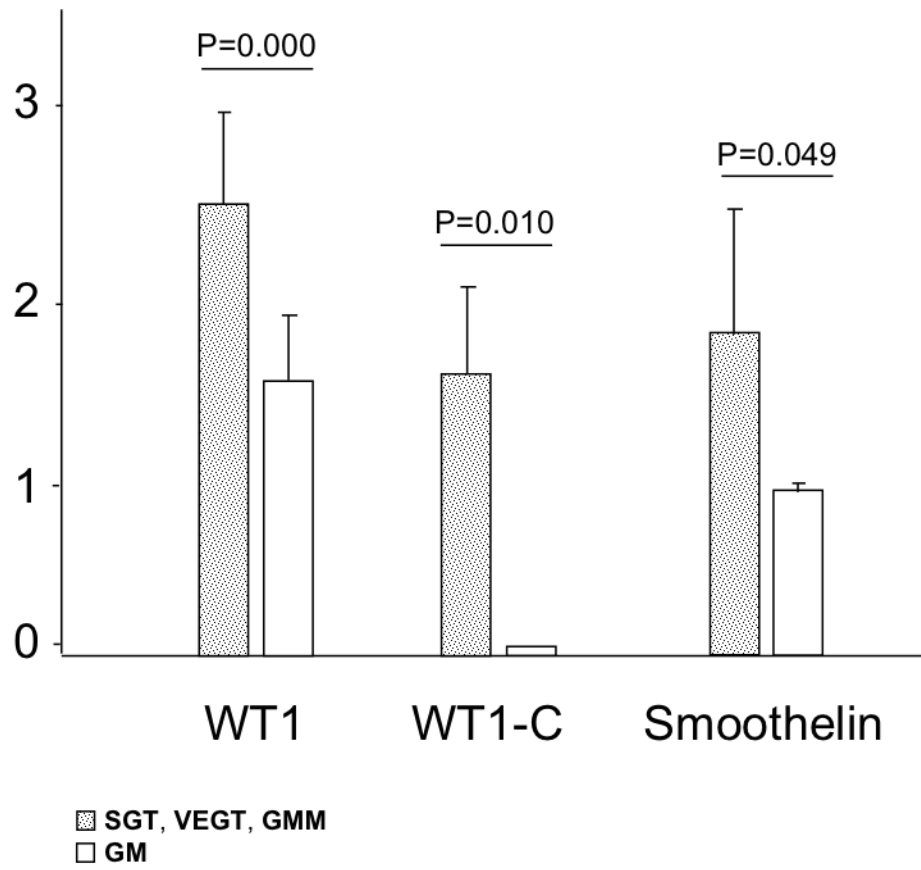 P=0.000
3
P=0.049
P=0.010
2
1
0
WT1 WT1-C Smoothelin
SGT, VEGT, GMM
GM